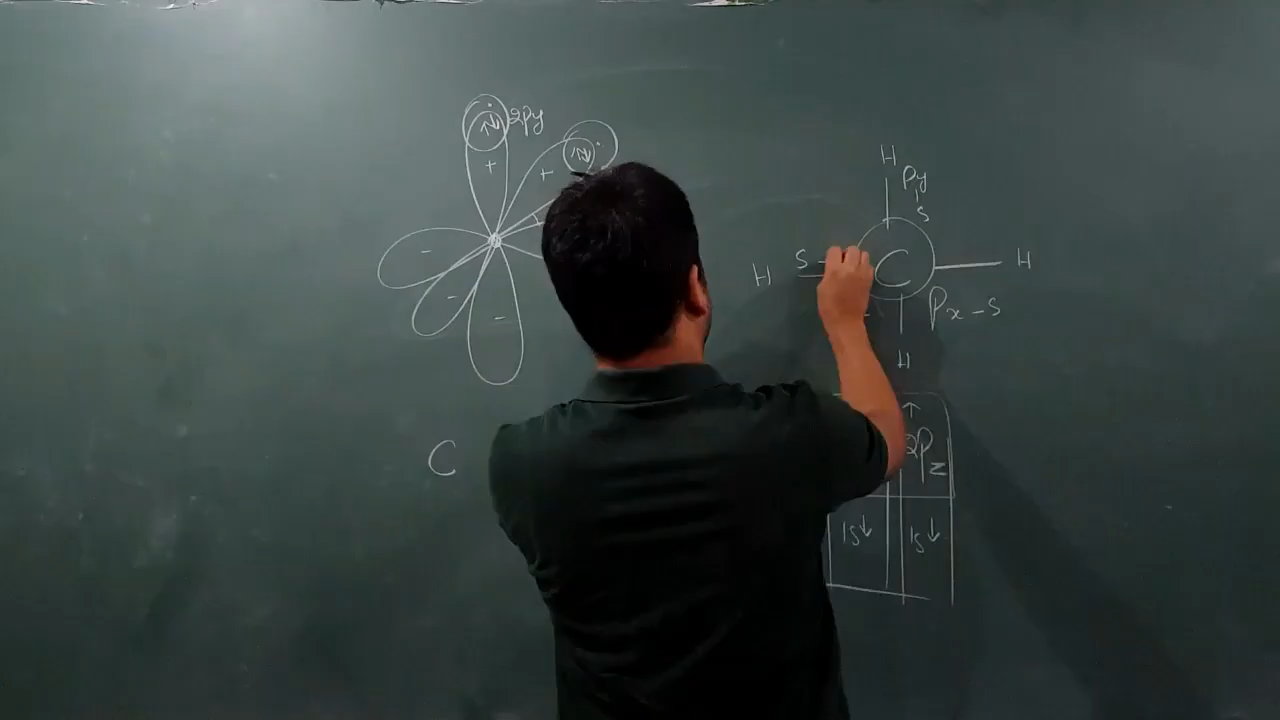 2py
↑↓
↑↓
+
+
-
-
-
C
H
Py
S
H
S -
C
H
Px - S
H
↑
2Pz
1s↓
1s↓